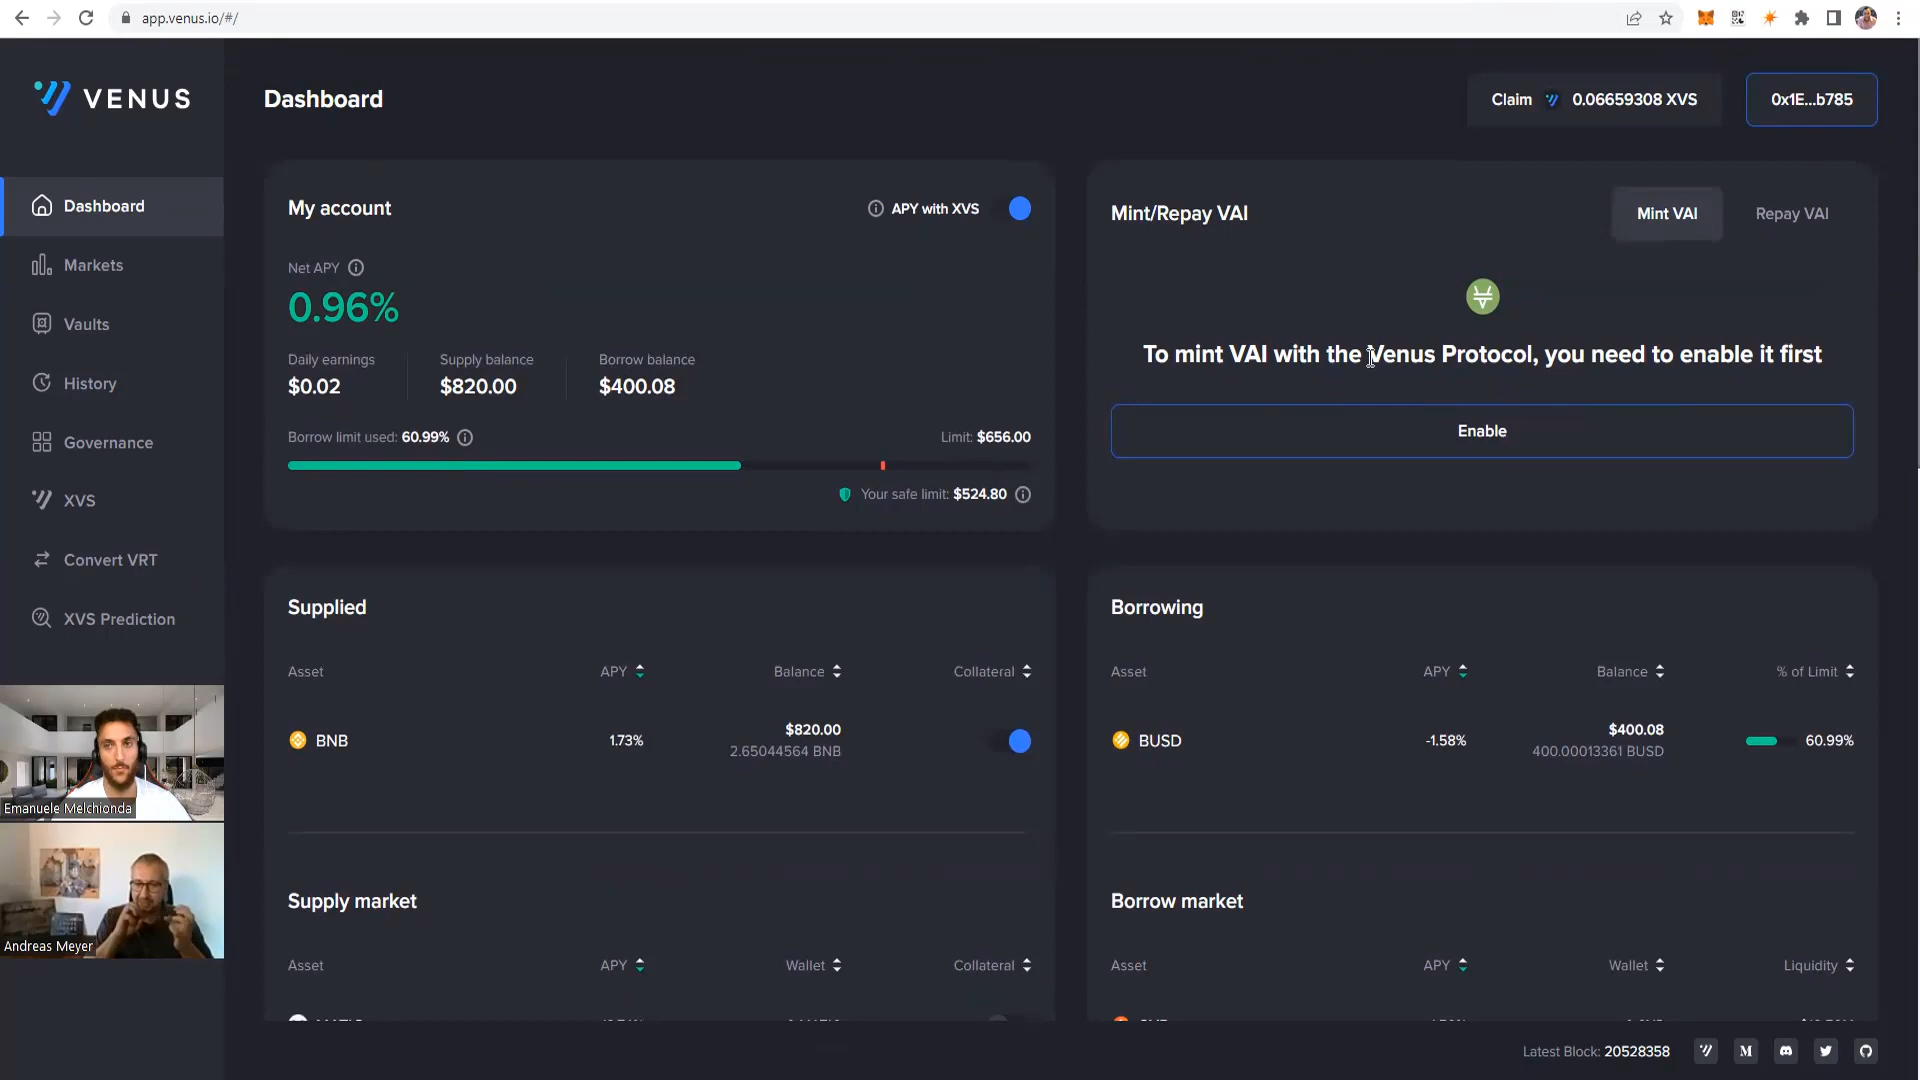 app.venus.io/#/
VENUS
Dashboard
Claim 0.06659308 XVS
0x1E...b785
Dashboard
Markets
Vaults
History
Governance
XVS
Convert VRT
XVS Prediction
My account
APY with XVS
Net APY
0.96%
Daily earnings Supply balance Borrow balance
$0.02 $820.00 $400.08
Borrow limit used: 60.99% Limit: $656.00
Your safe limit: $524.80
Mint/Repay VAI
Mint VAI Repay VAI
To mint VAI with the Venus Protocol, you need to enable it first
Enable
Supplied
Asset APY Balance Collateral
BNB 1.73% $820.00
2.65044564 BNB
Borrowing
Asset APY Balance % of Limit
BUSD -1.58% $400.08 60.99%
400.00013361 BUSD
Supply market
Asset APY Wallet Collateral
Borrow market
Asset APY Wallet Liquidity
Emanuele Melchionda
Andreas Meyer
Latest Block: 20528358